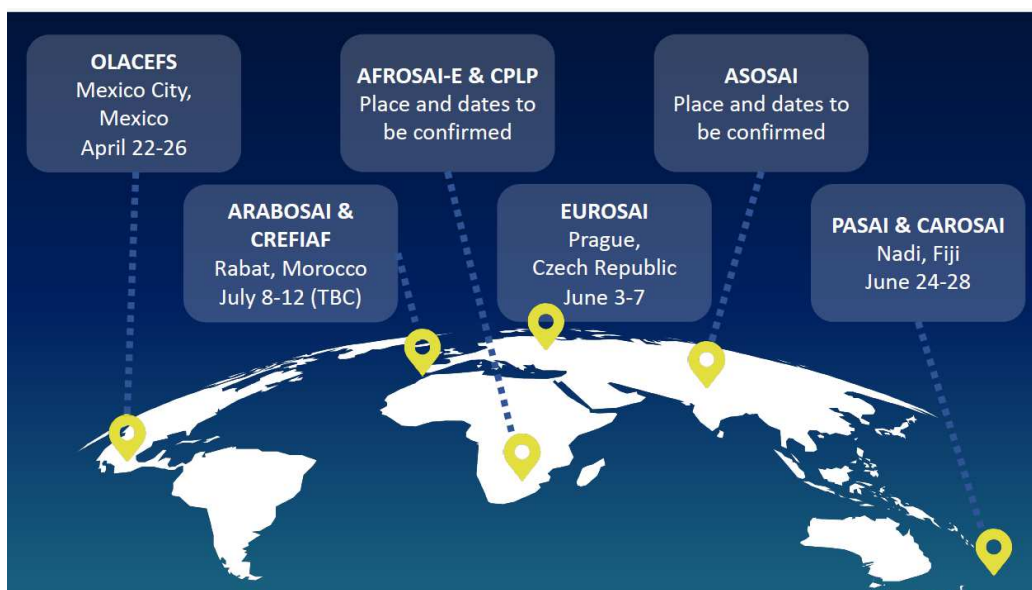 OLACEFS
Mexico City,
Mexico
April 22-26
AFROSAI-E & CPLP
Place and dates to
be confirmed
ASOSAI
Place and dates to
be confirmed
ARABOSAI &
CREFIAF
Rabat, Morocco
July 8-12 (TBC)
EUROSAI
Prague,
Czech Republic
June 3-7
PASAI & CAROSAI
Nadi, Fiji
June 24-28